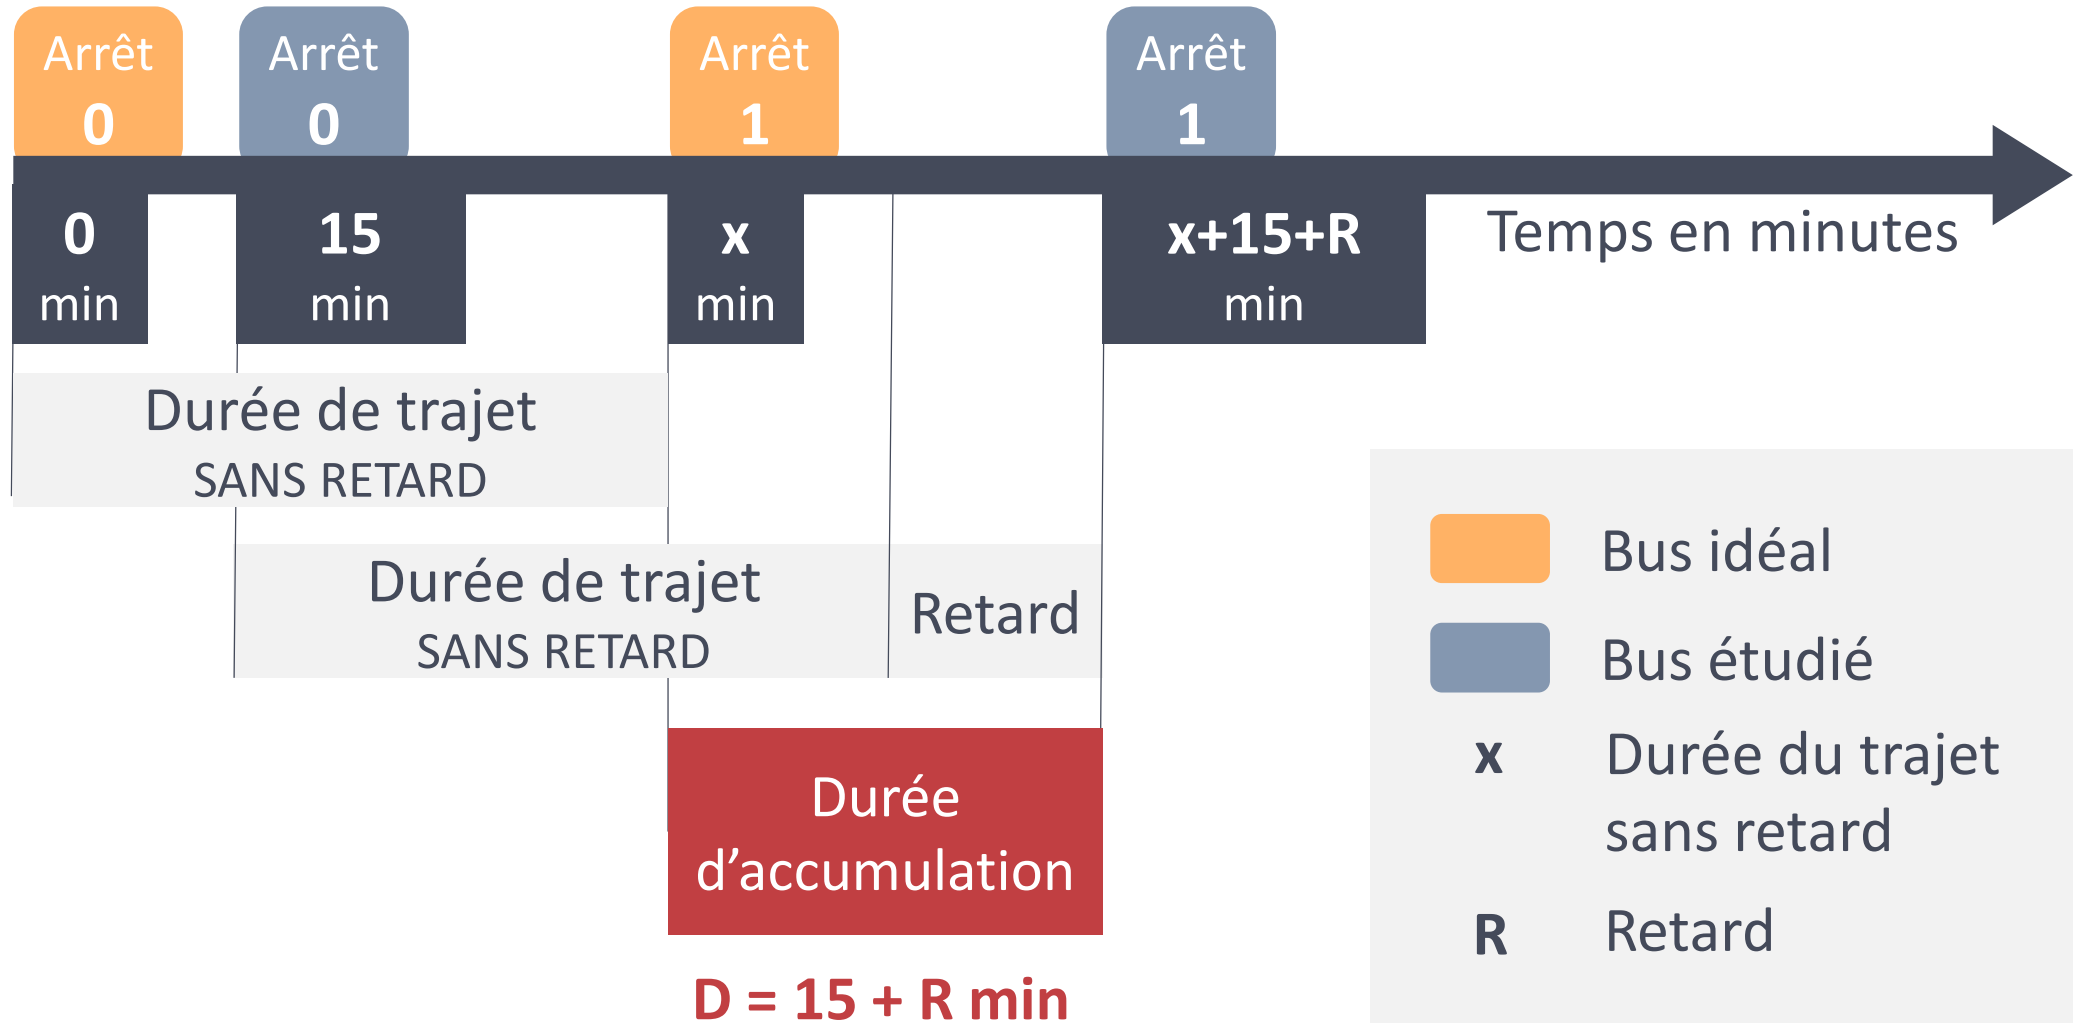 Arrêt
0
Arrêt
0
Arrêt
1
Arrêt
1
0
min
15
min
x
min
x+15+R
min
Temps en minutes
Durée de trajet
SANS RETARD
Durée de trajet
SANS RETARD
Retard
Durée
d’accumulation
D = 15 + R min
Bus idéal
Bus étudié
x Durée du trajet
sans retard
R Retard